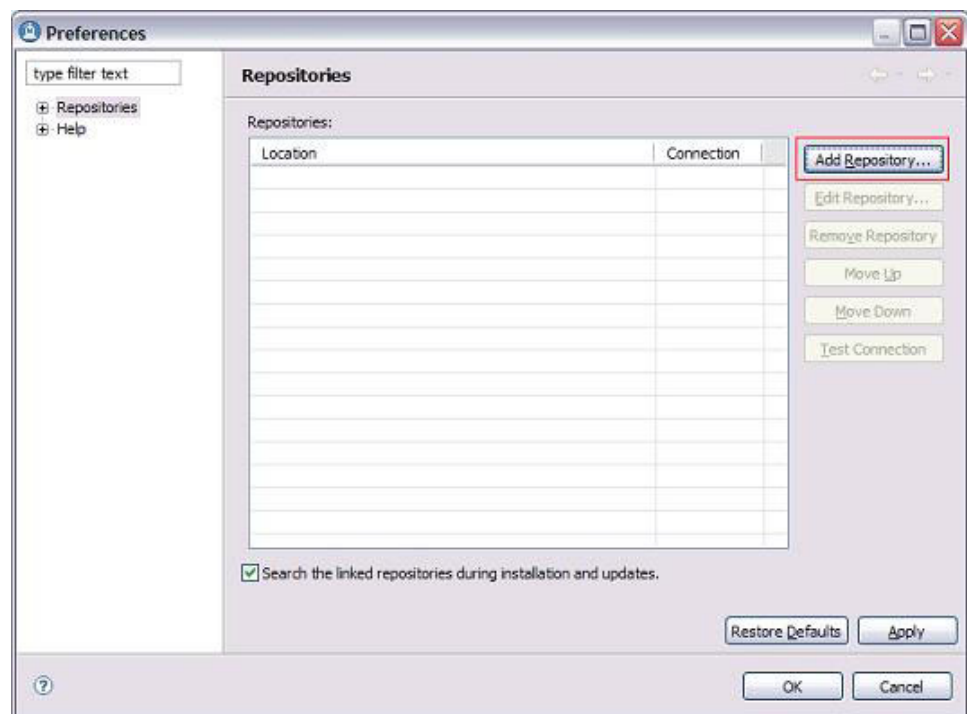 Preferences
type filter text
Repositories
Help
Repositories
Repositories:
Location Connection
Add Repository...
Edit Repository...
Remove Repository
Move Up
Move Down
Test Connection
Search the linked repositories during installation and updates.
Restore Defaults Apply
? OK Cancel